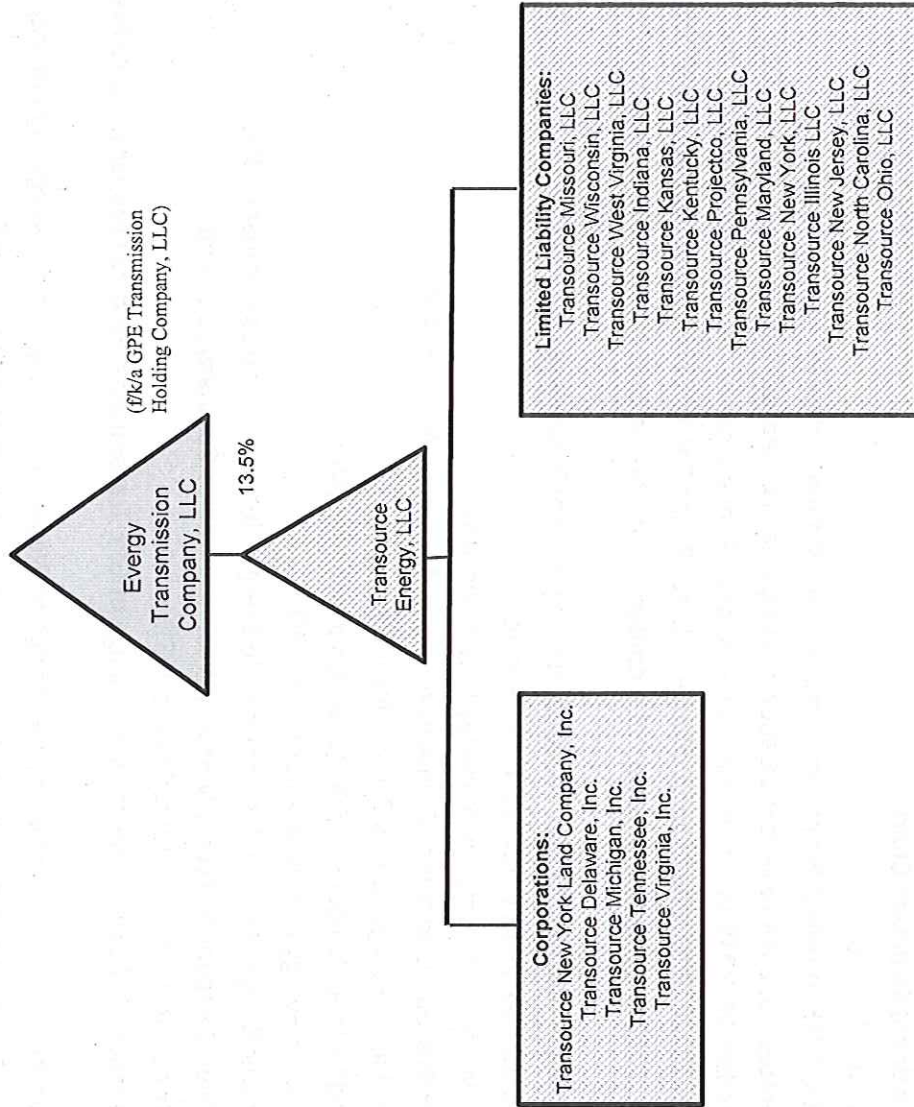 Evergy
Transmission
Company, LLC
(f/k/a GPE Transmission
Holding Company, LLC)
13.5%
Transource
Energy, LLC
Corporations:
Transource New York Land Company, Inc.
Transource Delaware, Inc.
Transource Michigan, Inc.
Transource Tennessee, Inc.
Transource Virginia, Inc.
Limited Liability Companies:
Transource Missouri, LLC
Transource Wisconsin, LLC
Transource West Virginia, LLC
Transource Indiana, LLC
Transource Kansas, LLC
Transource Kentucky, LLC
Transource Projectco, LLC
Transource Pennsylvania, LLC
Transource Maryland, LLC
Transource New York, LLC
Transource Illinois LLC
Transource New Jersey, LLC
Transource North Carolina, LLC
Transource Ohio, LLC